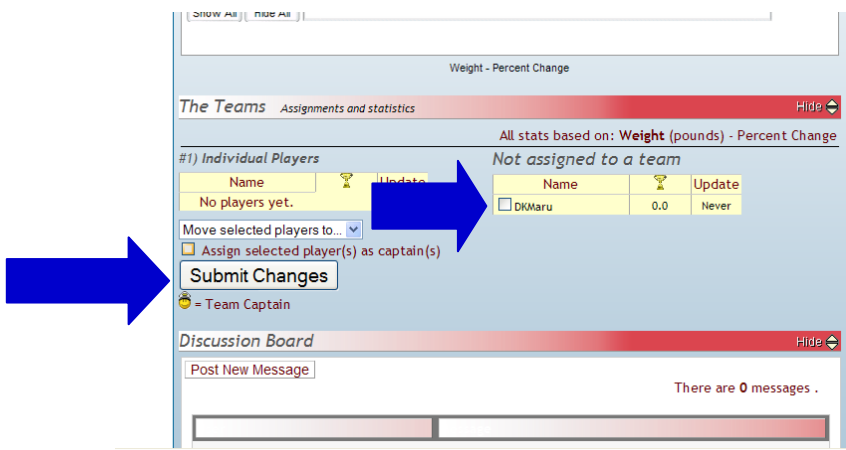 Show All Hide All
Weight - Percent Change
The Teams Assignments and statistics Hide
All stats based on: Weight (pounds) - Percent Change
#1) Individual Players
Name Update
No players yet.
Move selected players to...
Assign selected player(s) as captain(s)
Submit Changes
= Team Captain
Not assigned to a team
Name Update
DKMaru 0.0 Never
Discussion Board Hide
Post New Message
There are 0 messages .